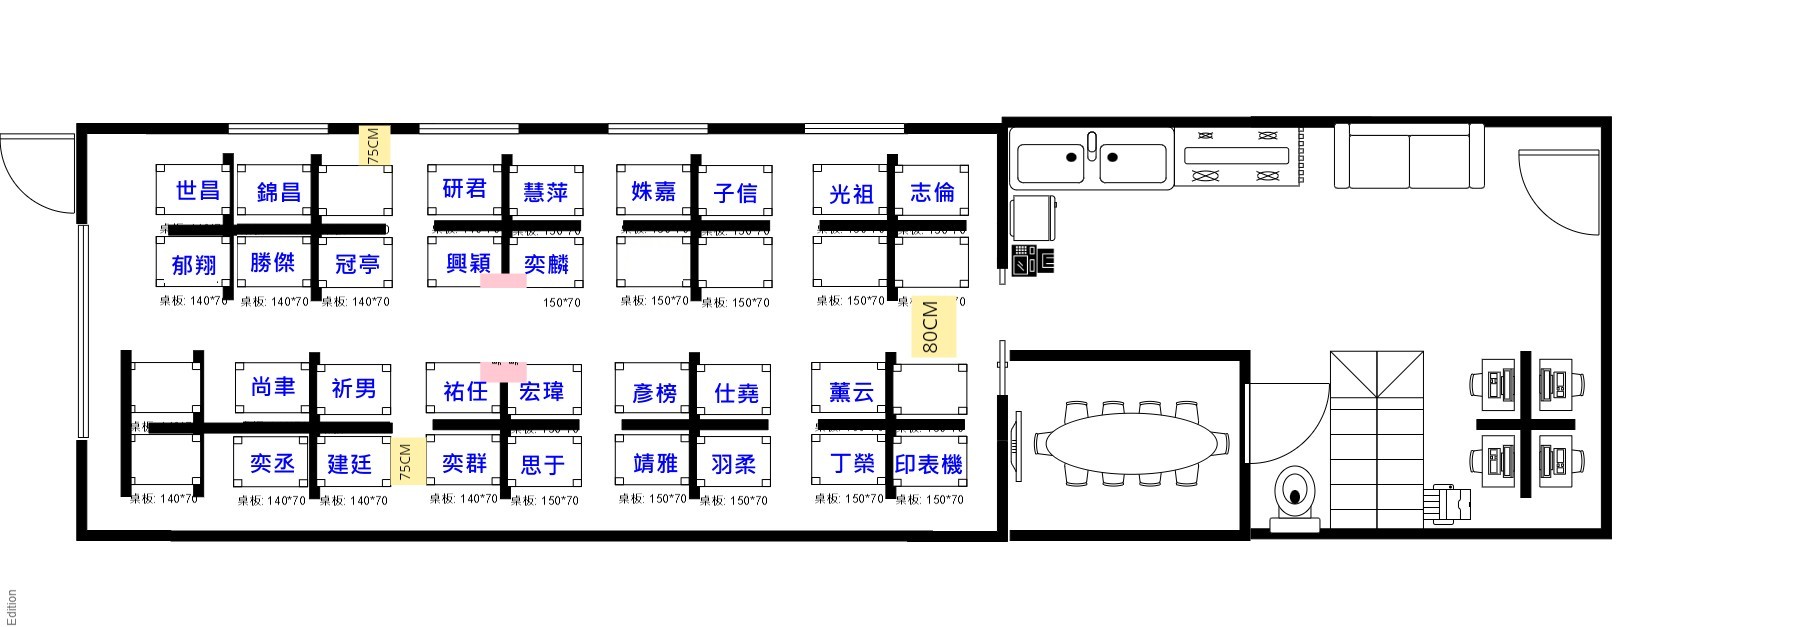 75CM
世昌 錦昌 研君 慧萍 姝嘉 子信 光祖 志倫
郁翔 勝傑 冠亭 興穎 奕麟
桌板: 140*70 桌板: 140*70 桌板: 140*70 150*70 桌板: 150*70 桌板: 150*70 桌板: 150*70
80CM
尚聿 祈男 祐任 宏瑋 彥榜 仕堯 薰云
奕丞 建廷 75CM 奕群 思于 靖雅 羽柔 丁榮 印表機
桌板: 140*70 桌板: 140*70 桌板: 140*70 桌板: 140*70 桌板: 150*70 桌板: 150*70 桌板: 150*70 桌板: 150*70 桌板: 150*70
Edition